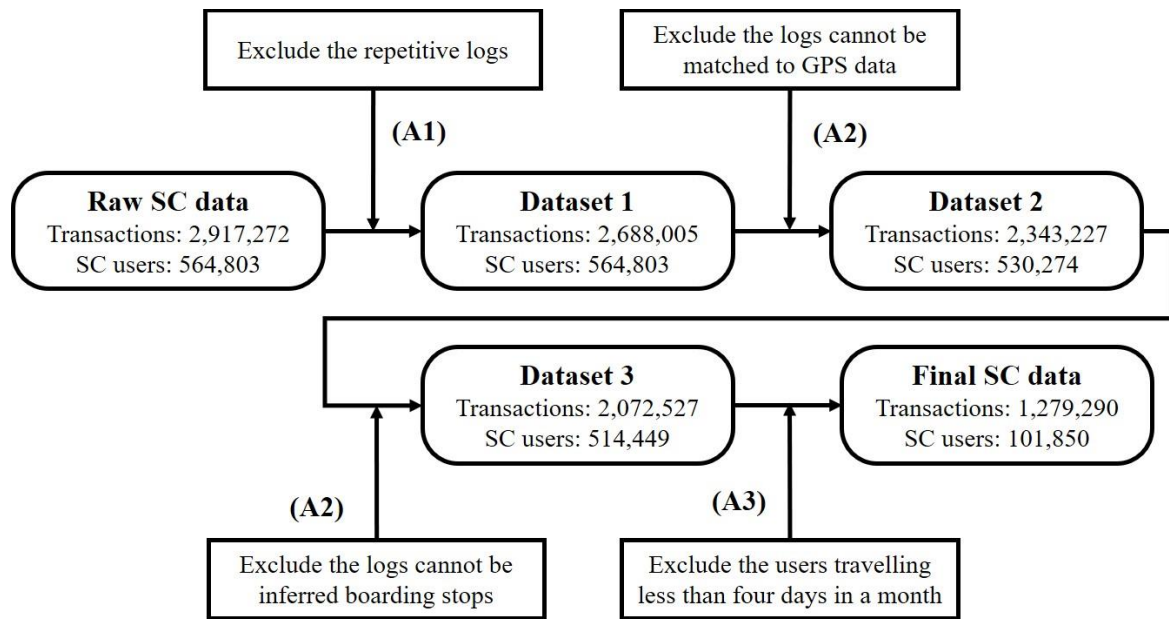 Exclude the repetitive logs
Exclude the logs cannot be
matched to GPS data
(A1)
(A2)
Raw SC data
Transactions: 2,917,272
SC users: 564,803
Dataset 1
Transactions: 2,688,005
SC users: 564,803
Dataset 2
Transactions: 2,343,227
SC users: 530,274
Dataset 3
Transactions: 2,072,527
SC users: 514,449
Final SC data
Transactions: 1,279,290
SC users: 101,850
(A2)
(A3)
Exclude the logs cannot be
inferred boarding stops
Exclude the users travelling
less than four days in a month